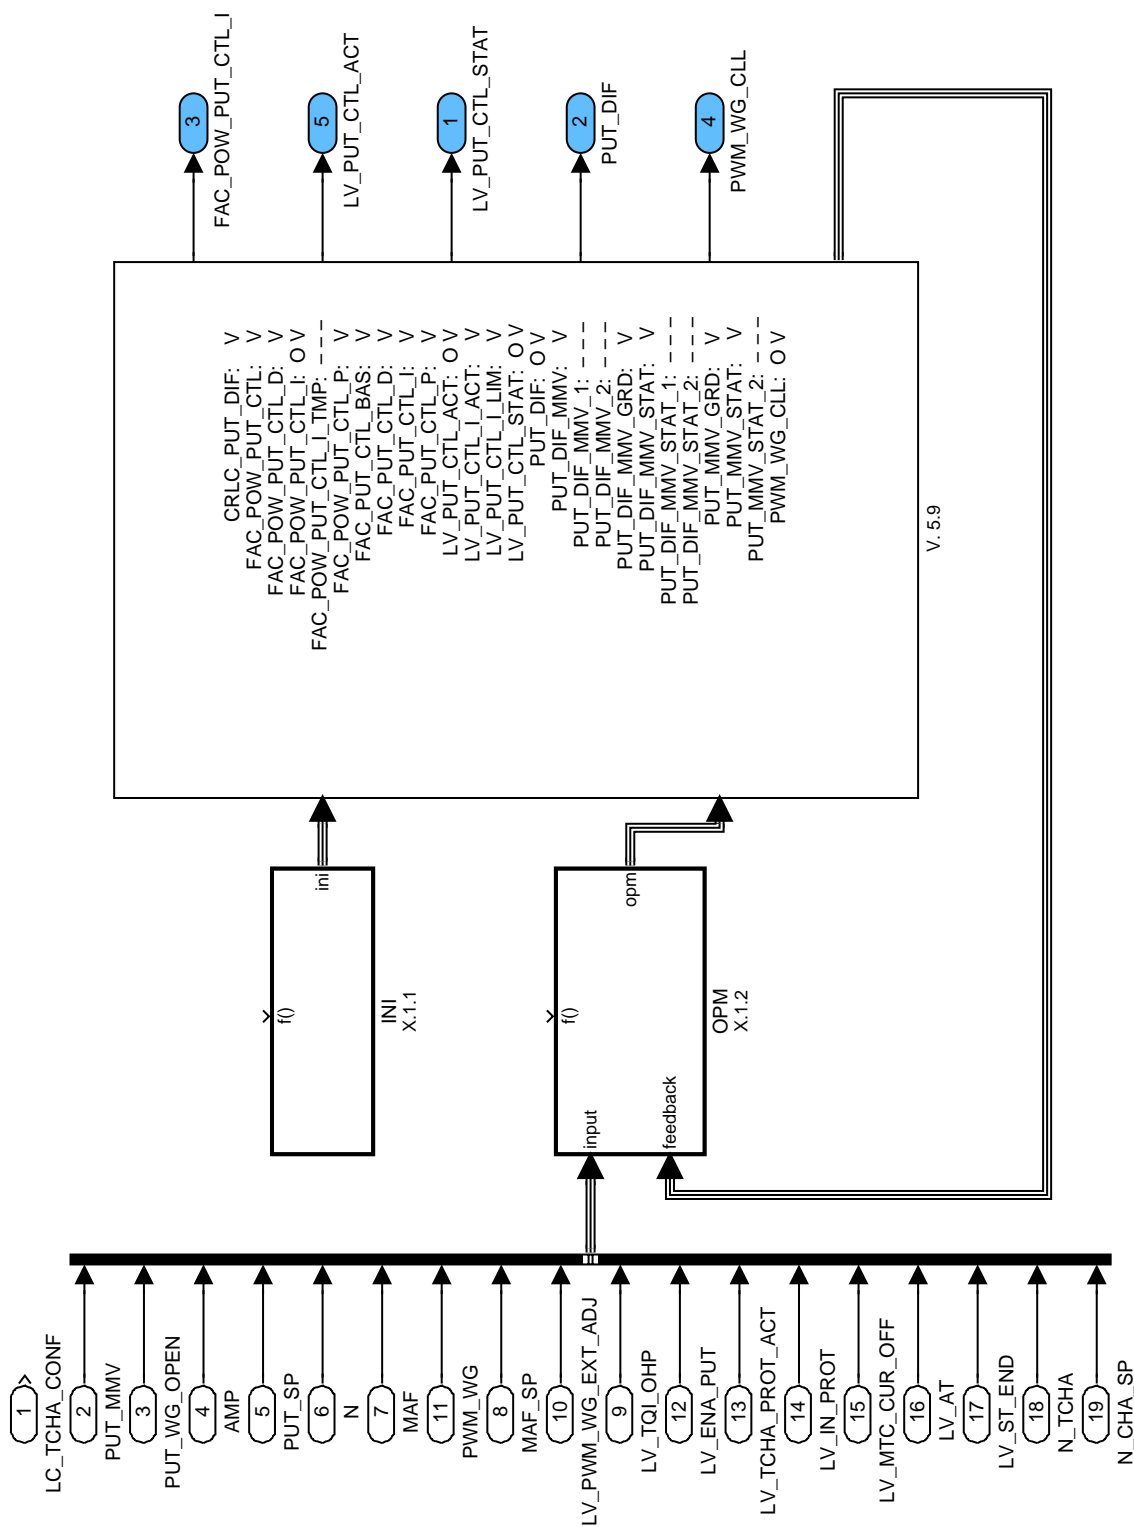 1
LC_TCHA_CONF
2
PUT_MMV
3
PUT_WG_OPEN
4
AMP
5
PUT_SP
6
N
7
MAF
11
PWM_WG
8
MAF_SP
10
LV_PWM_WG_EXT_ADJ
9
LV_TQI_OHP
12
LV_ENA_PUT
13
LV_TCHA_PROT_ACT
14
LV_IN_PROT
15
LV_MTC_CUR_OFF
16
LV_AT
17
LV_ST_END
18
N_TCHA
19
N_CHA_SP
f()
ini
INI
X.1.1
input
feedback
f()
opm
OPM
X.1.2
CRLC_PUT_DIF: V
FAC_POW_PUT_CTL: V
FAC_POW_PUT_CTL_D: V
FAC_POW_PUT_CTL_I: O V
FAC_POW_PUT_CTL_I_TMP: - - -
FAC_POW_PUT_CTL_P: V
FAC_PUT_CTL_BAS: V
FAC_PUT_CTL_D: V
FAC_PUT_CTL_I: V
FAC_PUT_CTL_P: V
LV_PUT_CTL_ACT: O V
LV_PUT_CTL_I_ACT: V
LV_PUT_CTL_I_LIM: V
LV_PUT_CTL_STAT: O V
PUT_DIF: O V
PUT_DIF_MMV: V
PUT_DIF_MMV_1: - - -
PUT_DIF_MMV_2: - - -
PUT_DIF_MMV_GRD: V
PUT_DIF_MMV_STAT: V
PUT_DIF_MMV_STAT_1: - - -
PUT_DIF_MMV_STAT_2: - - -
PUT_MMV_GRD: V
PUT_MMV_STAT: V
PUT_MMV_STAT_2: - - -
PWM_WG_CLL: O V
V. 5.9
3
FAC_POW_PUT_CTL_I
5
LV_PUT_CTL_ACT
1
LV_PUT_CTL_STAT
2
PUT_DIF
4
PWM_WG_CLL